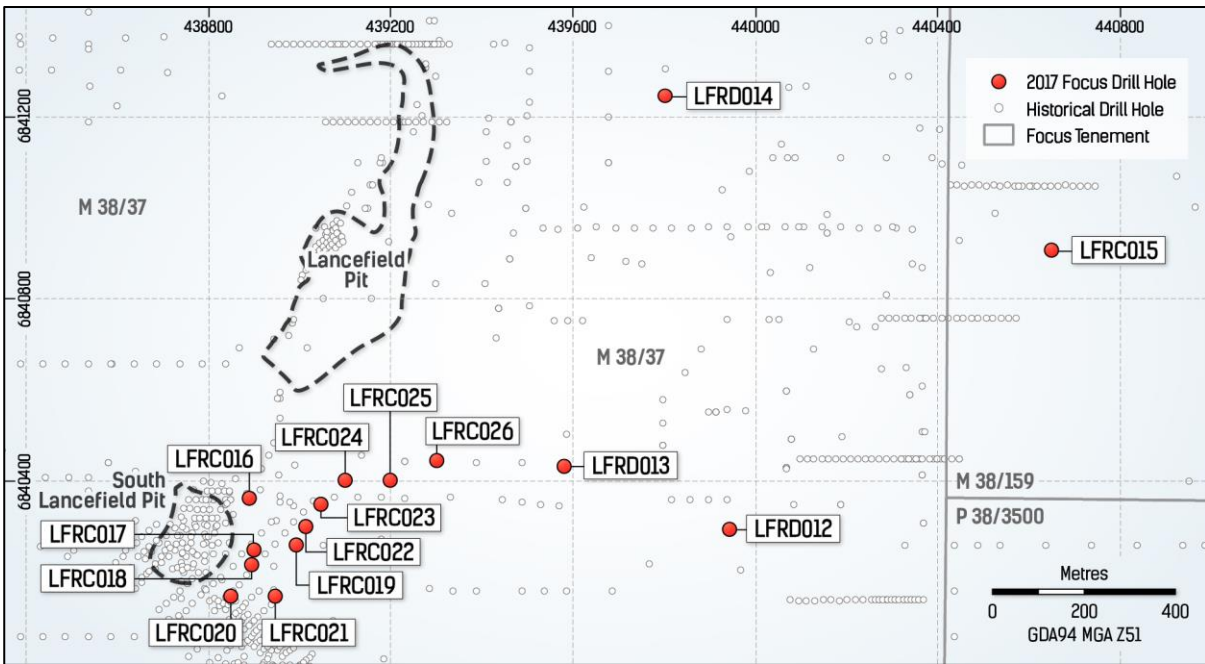 438800
439200
439600
440000
440400
440800
6841200
6840800
6840400
2017 Focus Drill Hole
Historical Drill Hole
Focus Tenement
LFRD014
M 38/37
LFRC015
Lancefield
Pit
M 38/37
LFRC025
LFRC024
LFRC026
LFRC016
LFRD013
South
Lancefield Pit
M 38/159
P 38/3500
LFRC023
LFRC017
LFRC022
LFRD012
LFRC018
LFRC019
LFRC020
LFRC021
Metres
0 200 400
GDA94 MGA Z51